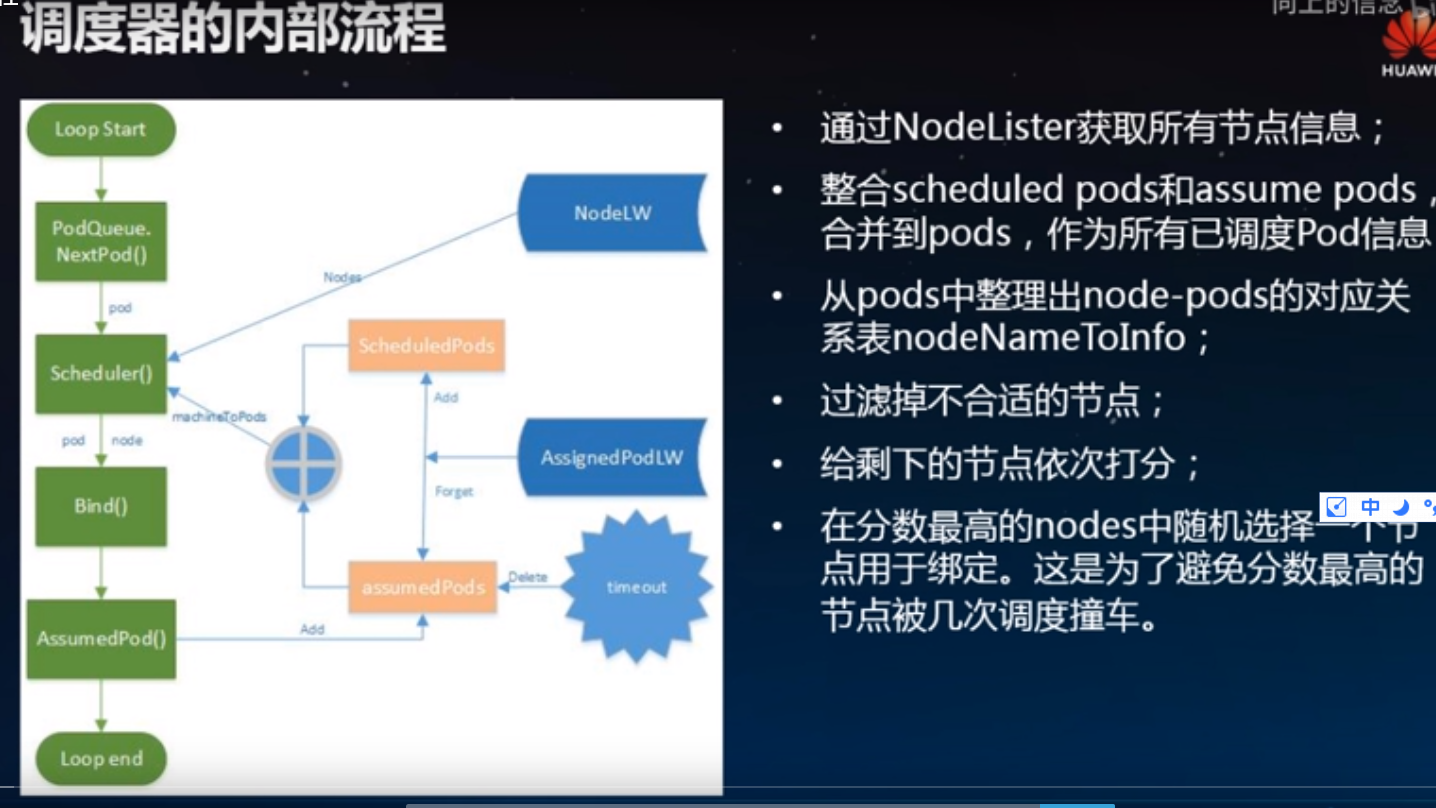 调度器的内部流程
向上的信息
HUAWE
Loop Start
PodQueue.
NextPod()
pod
Scheduler()
pod node
Bind()
AssumedPod()
Loop end
NodeLW
Nodes
ScheduledPods
machineToPods
Add
AssignedPodLW
Forget
assumedPods
Delete
timeout
Add
• 通过NodeLister获取所有节点信息；
• 整合scheduled pods和assume pods，
合并到pods，作为所有已调度Pod信息
• 从pods中整理出node-pods的对应关
系表nodeNameToInfo；
• 过滤掉不合适的节点；
• 给剩下的节点依次打分；
• 在分数最高的nodes中随机选择一个节
点用于绑定。这是为了避免分数最高的
节点被几次调度撞车。
中